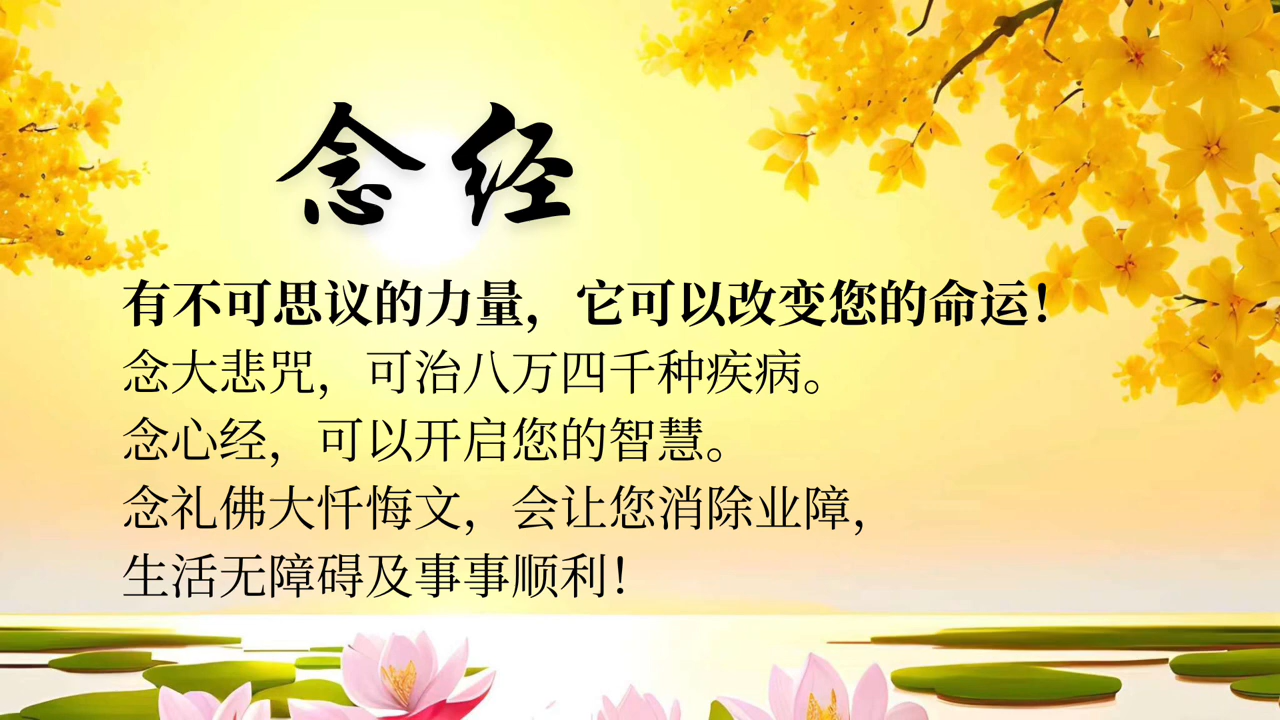 念经
有不可思议的力量，它可以改变您的命运！
念大悲咒，可治八万四千种疾病。
念心经，可以开启您的智慧。
念礼佛大忏悔文，会让您消除业障，
生活无障碍及事事顺利！